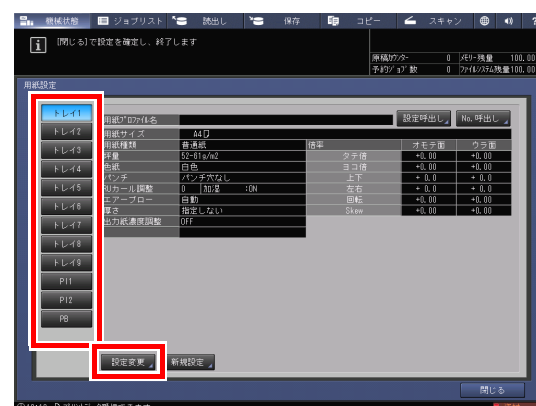 機械状態 ジョブリスト 読出し 保存 コピー スキャン
[閉じる]で設定を確定し、終了します
原稿カウンター 0 メモリー残量 100.00
予約ジョブ数 0 ファイルシステム残量100.00
用紙設定
トレイ1
トレイ2
トレイ3
トレイ4
トレイ5
トレイ6
トレイ7
トレイ8
トレイ9
PI1
PI2
PB
用紙プロファイル名 設定呼出し No.呼出し
用紙サイズ A4
用紙種類 普通紙 倍率 オモテ面 ウラ面
坪量 52-61g/m2 タテ倍 +0.00 +0.00
色紙 白色 ヨコ倍 +0.00 +0.00
パンチ パンチ穴なし 上下 + 0.0 + 0.0
RUカール調整 0 加湿 :ON 左右 + 0.0 + 0.0
エアーブロー 自動 回転 +0.00 +0.00
厚さ 指定しない Skew +0.00 +0.00
出力紙濃度調整 OFF
設定変更 新規設定
閉じる